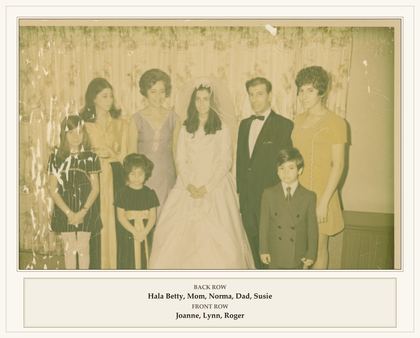 BACK ROW
Hala Betty, Mom, Norma, Dad, Susie
FRONT ROW
Joanne, Lynn, Roger